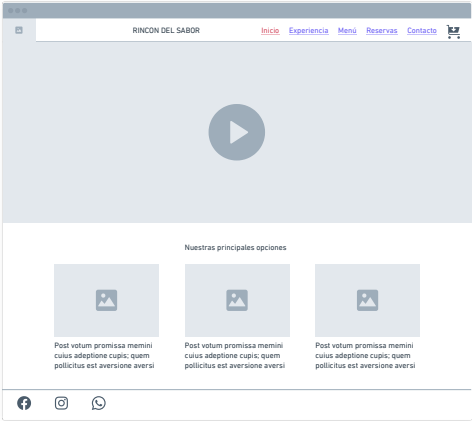 RINCON DEL SABOR
Inicio Experiencia Menú Reservas Contacto
Nuestras principales opciones
Post votum promissa memini
cuius adeptione cupis; quem
pollicitus est aversione aversi
Post votum promissa memini
cuius adeptione cupis; quem
pollicitus est aversione aversi
Post votum promissa memini
cuius adeptione cupis; quem
pollicitus est aversione aversi